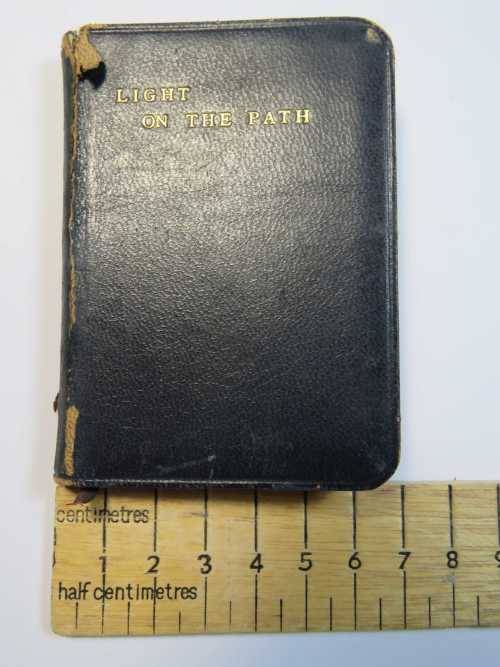 LIGHT
ON THE PATH
centimetres
1 2 3 4 5 6 7 8 9
half centimetres